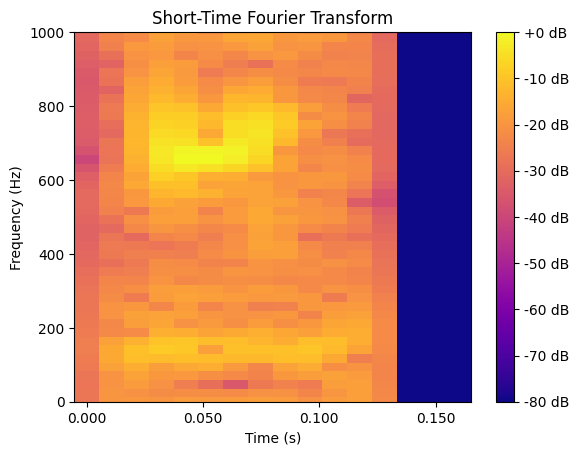 Short-Time Fourier Transform
1000
800
600
400
200
0
Frequency (Hz)
0.000
0.050
0.100
0.150
Time (s)
+0 dB
-10 dB
-20 dB
-30 dB
-40 dB
-50 dB
-60 dB
-70 dB
-80 dB